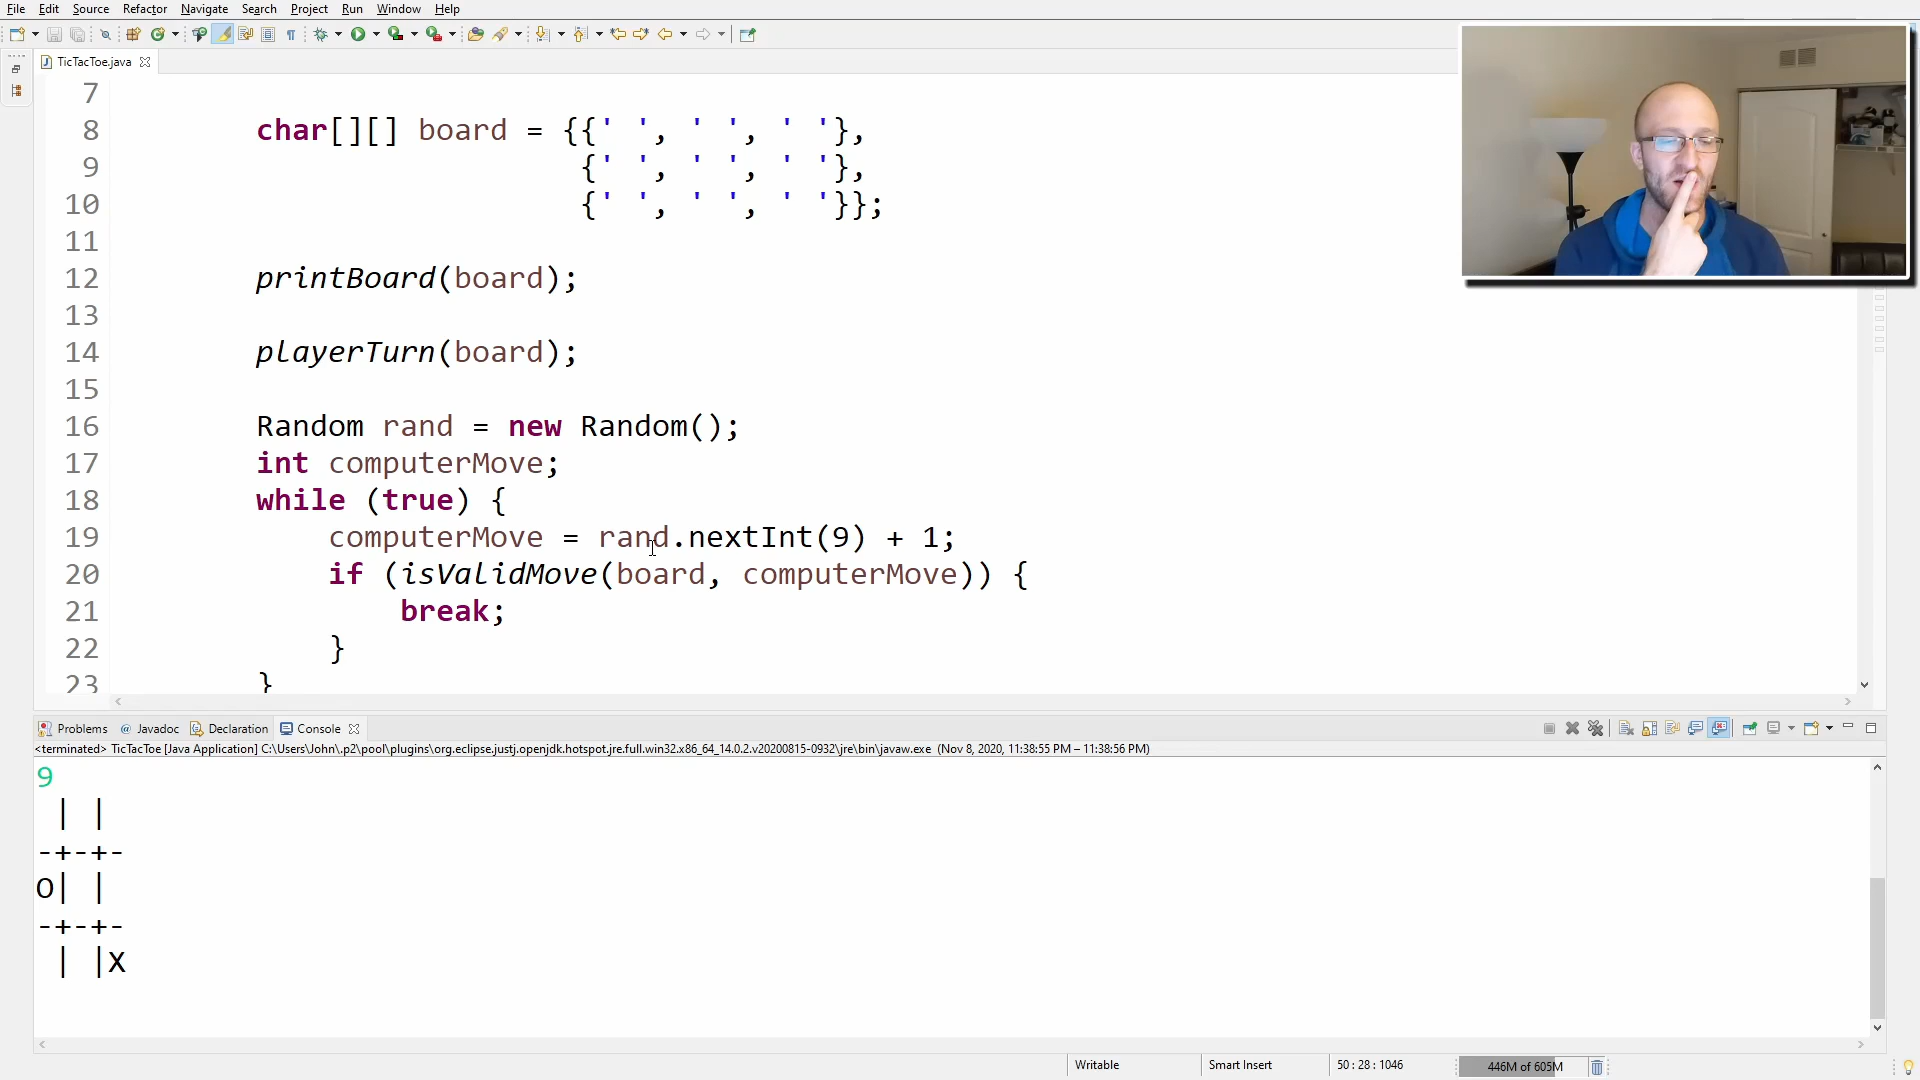 File Edit Source Refactor Navigate Search Project Run Window Help
TicTacToe.java
7
8 char[][] board = {{' ', ' ', ' '},
9 {' ', ' ', ' '},
10 {' ', ' ', ' '}};
11
12 printBoard(board);
13
14 playerTurn(board);
15
16 Random rand = new Random();
17 int computerMove;
18 while (true) {
19 computerMove = rand.nextInt(9) + 1;
20 if (isValidMove(board, computerMove)) {
21 break;
22 }
23 }
Problems @ Javadoc Declaration Console
<terminated> TicTacToe [Java Application] C:\Users\John\.p2\pool\plugins\org.eclipse.justj.openjdk.hotspot.jre.full.win32.x86_64_14.0.2.v20200815-0932\jre\bin\javaw.exe (Nov 8, 2020, 11:38:55 PM – 11:38:56 PM)
9
 | |
-+-+-
O| |
-+-+-
 | |X
Writable Smart Insert 50 : 28 : 1046 446M of 605M